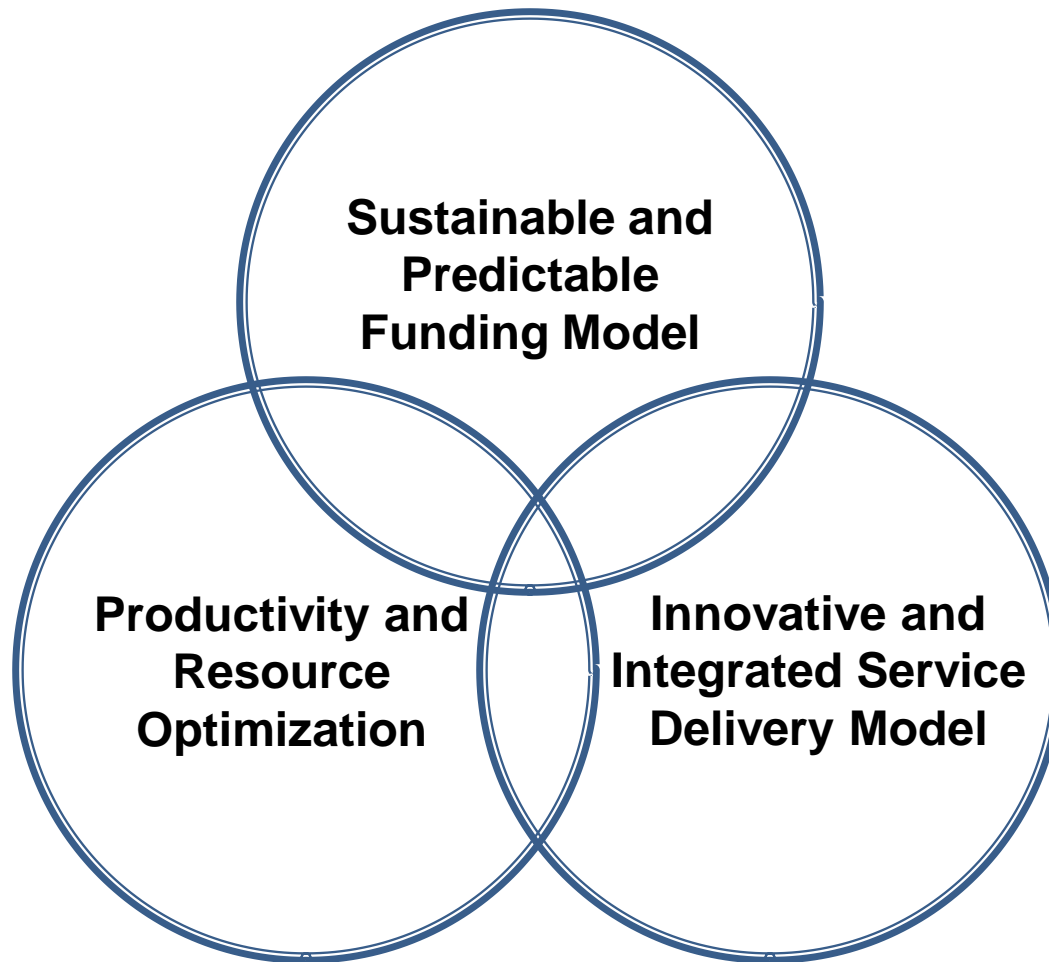 Sustainable and
Predictable
Funding Model
Productivity and
Resource
Optimization
Innovative and
Integrated Service
Delivery Model